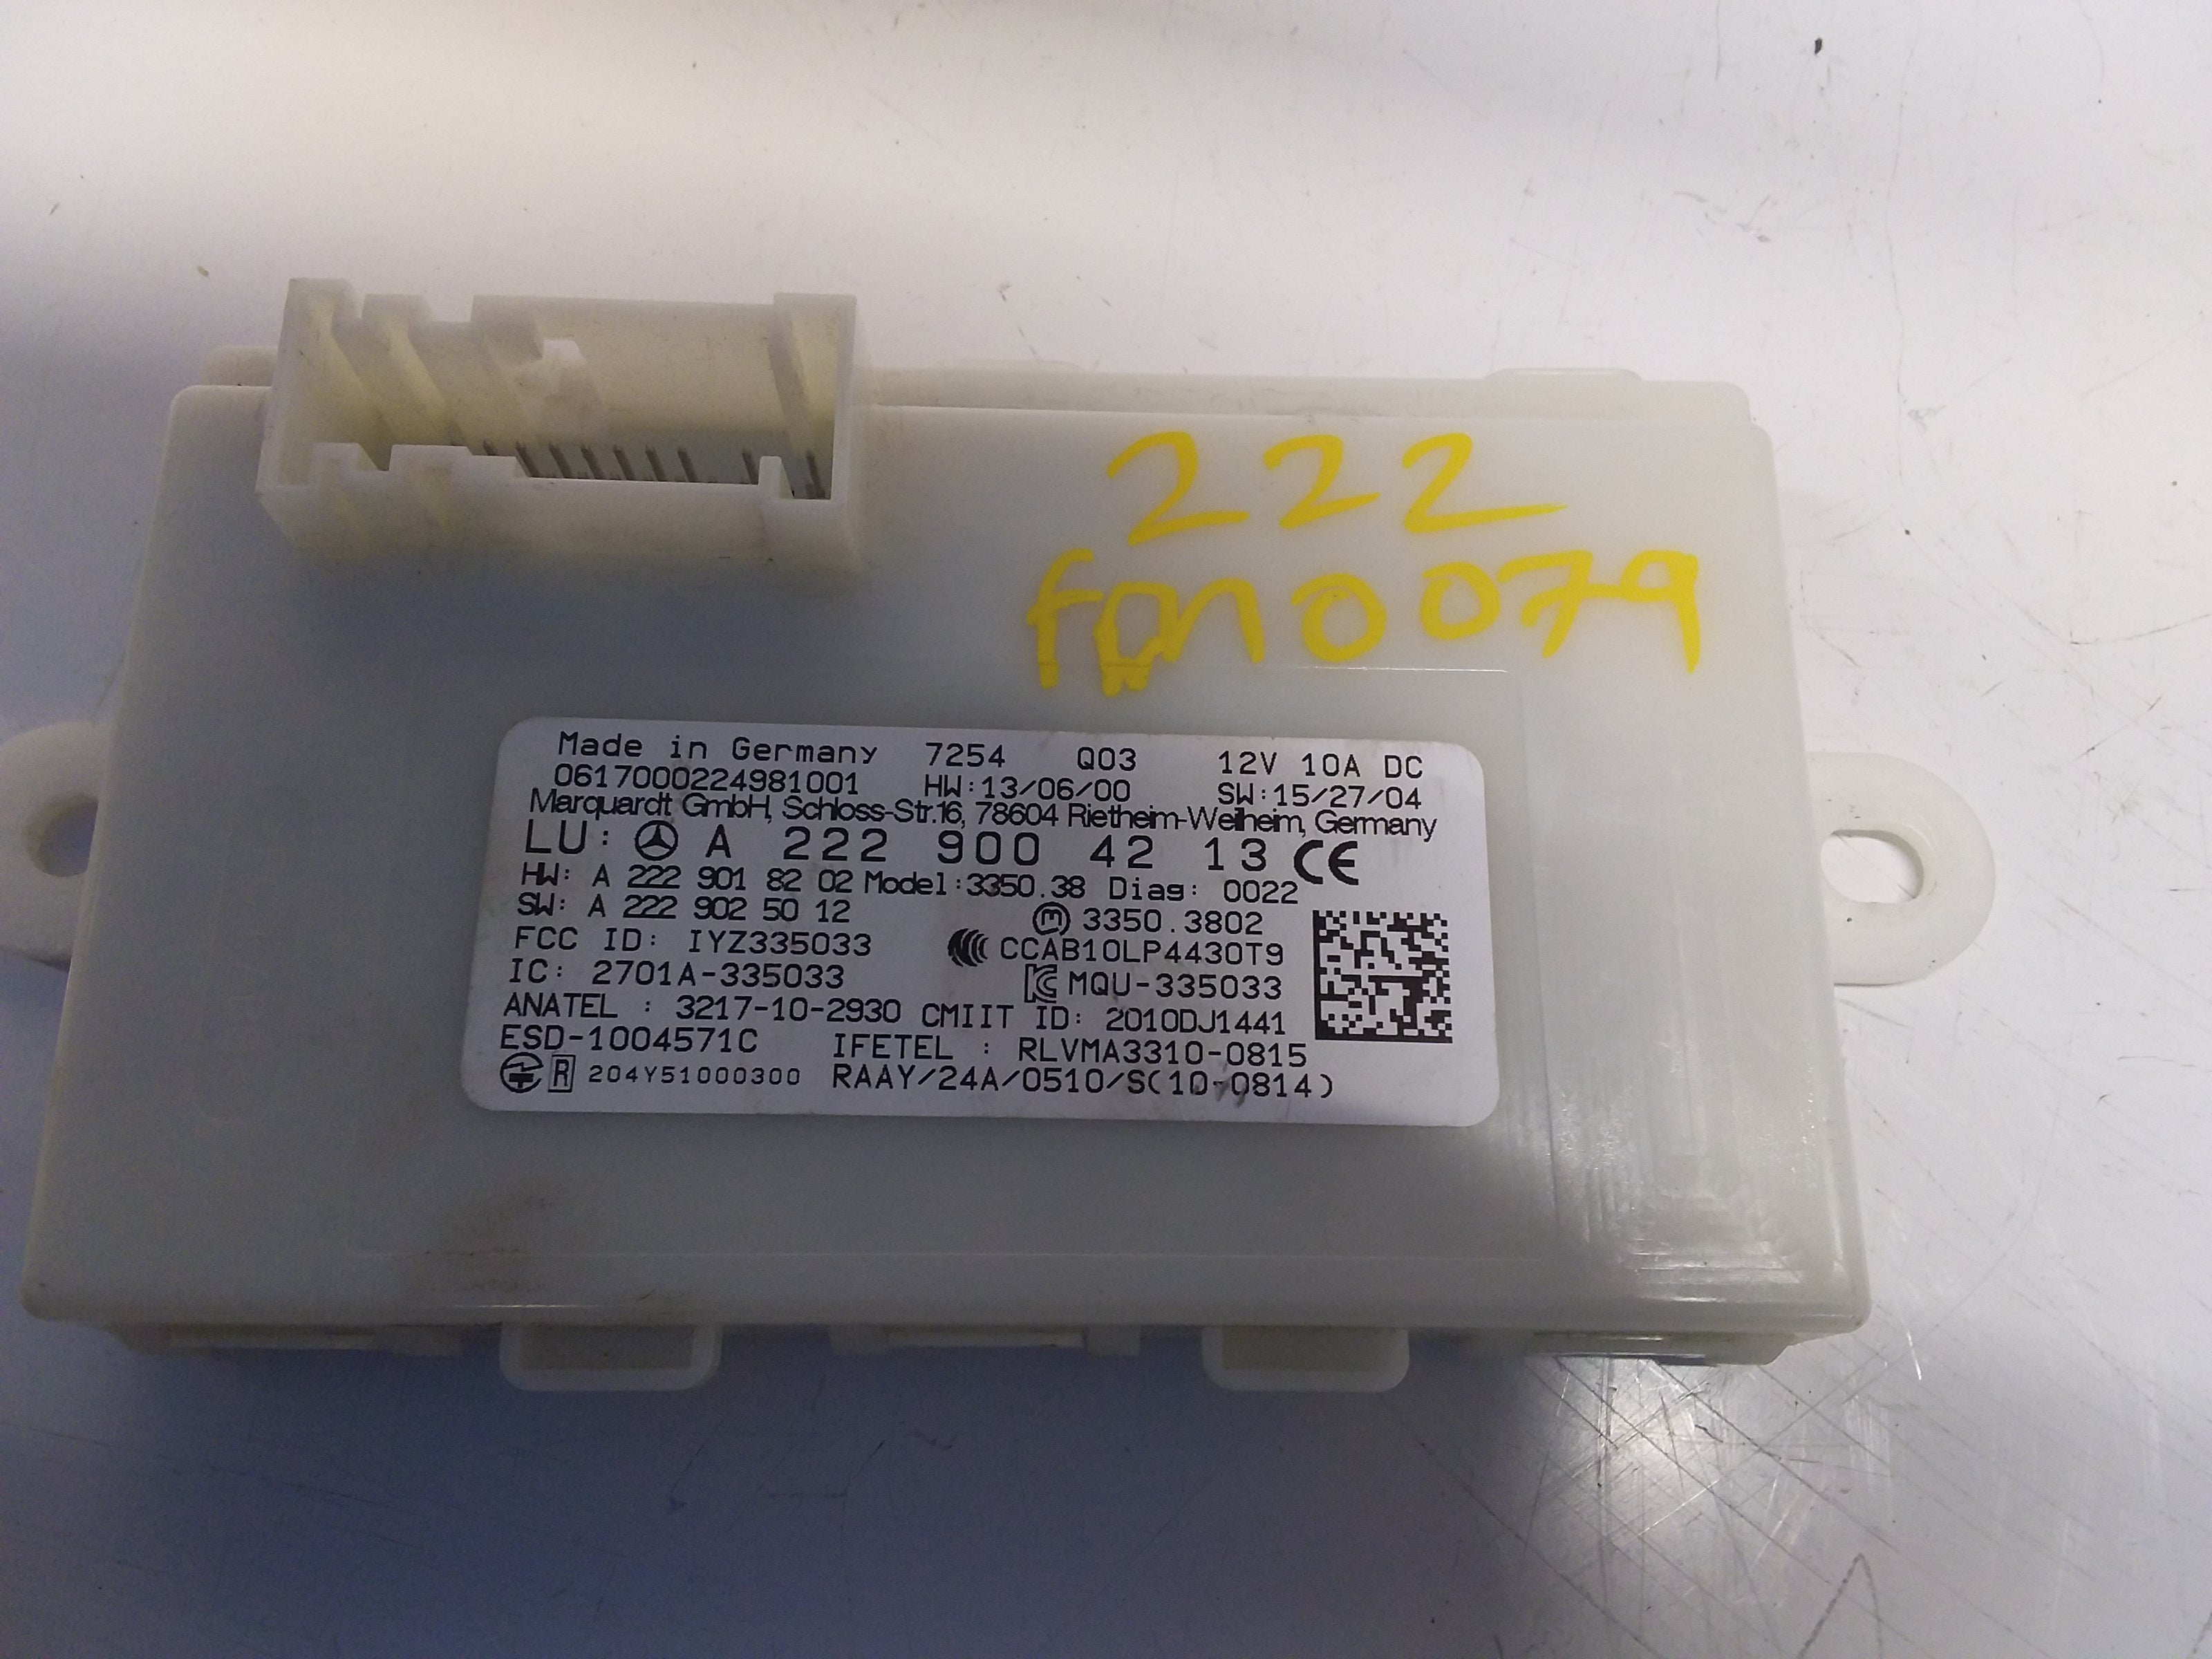 222
fon0079
Made in Germany 7254 Q03 12V 10A DC
0617000224981001 HW:13/06/00 SW:15/27/04
Marquardt GmbH, Schloss-Str.16, 78604 Rietheim-Weilheim, Germany
LU: A 222 900 42 13 CE
HW: A 222 901 82 02 Model:3350.38 Diag: 0022
SW: A 222 902 50 12 M 3350.3802
FCC ID: IYZ335033 CCAB10LP4430T9
IC: 2701A-335033 MQU-335033
ANATEL : 3217-10-2930 CMIIT ID: 2010DJ1441
ESD-1004571C IFETEL : RLVMA3310-0815
R 204Y51000300 RAAY/24A/0510/S(10-0814)